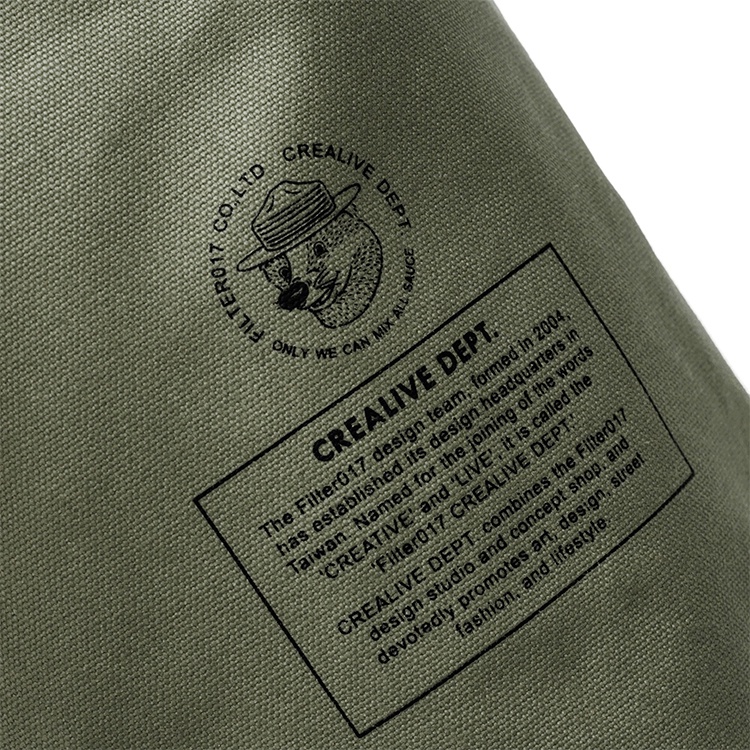 FILTER017 CO.,LTD CREALIVE DEPT.
ONLY WE CAN MIX ALL SAUCE
CREALIVE DEPT.
The Filter017 design team, formed in 2004,
has established its design headquarters in
Taiwan. Named for the joining of the words
'CREATIVE' and 'LIVE', it is called the
'Filter017 CREALIVE DEPT.'
CREALIVE DEPT. combines the Filter017
design studio and concept shop, and
devotedly promotes art, design, street
fashion, and lifestyle.